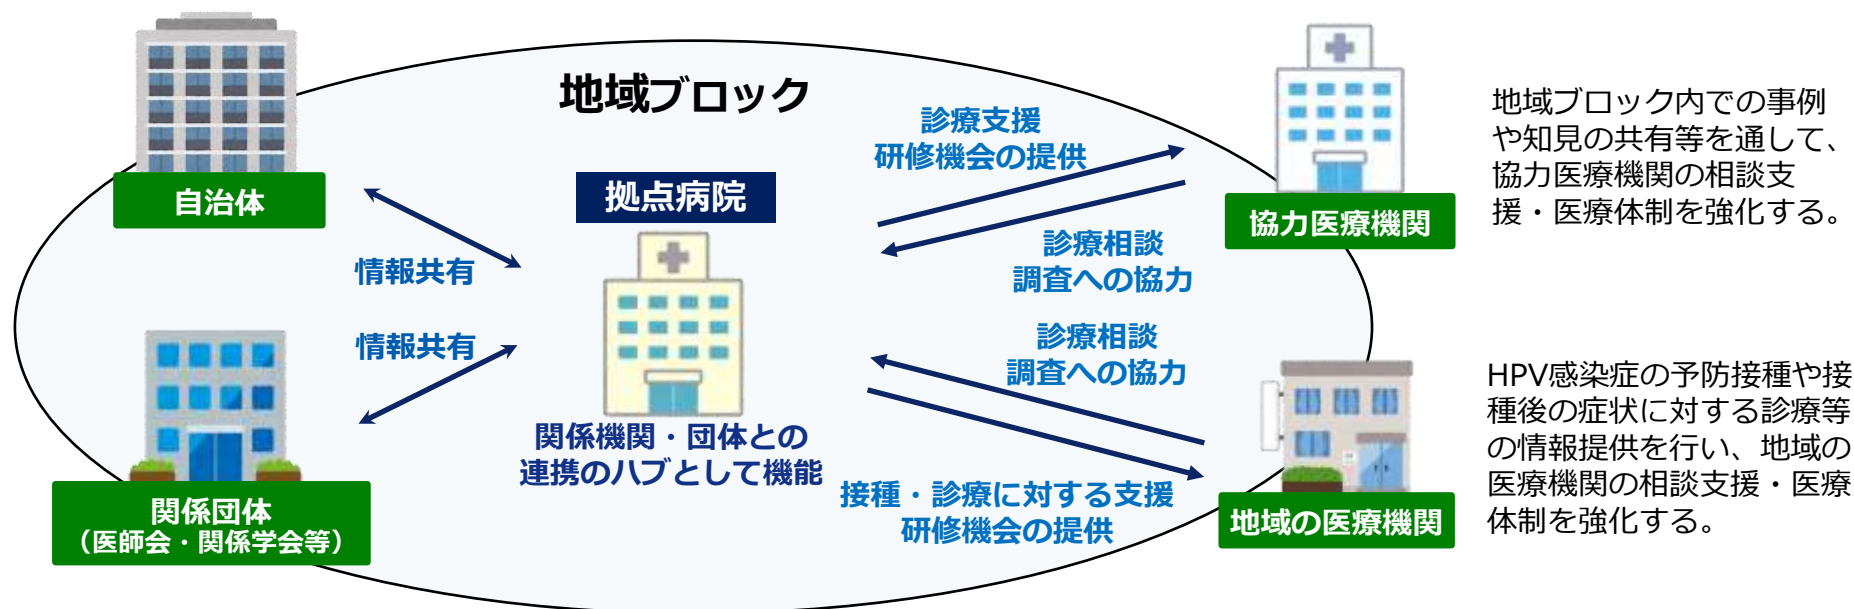 地域ブロック
自治体
情報共有
情報共有
関係団体
（医師会・関係学会等）
拠点病院
関係機関・団体との
連携のハブとして機能
診療支援
研修機会の提供
診療相談
調査への協力
診療相談
調査への協力
接種・診療に対する支援
研修機会の提供
協力医療機関
地域の医療機関
地域ブロック内での事例
や知見の共有等を通して、
協力医療機関の相談支
援・医療体制を強化する。
HPV感染症の予防接種や接
種後の症状に対する診療等
の情報提供を行い、地域の
医療機関の相談支援・医療
体制を強化する。